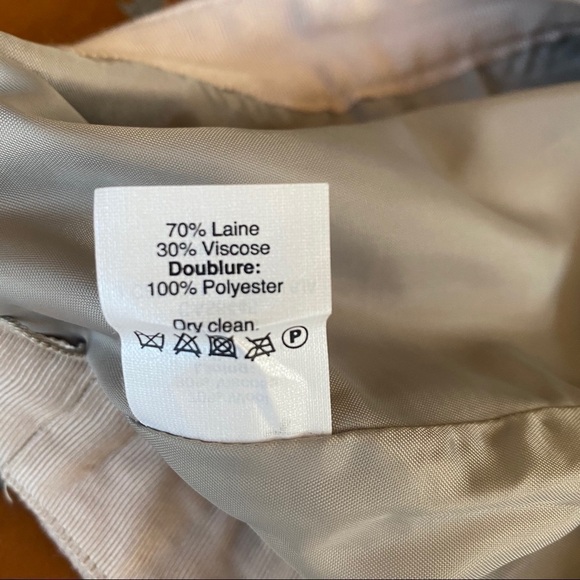 70% Laine
30% Viscose
Doublure:
100% Polyester
Dry clean.
P